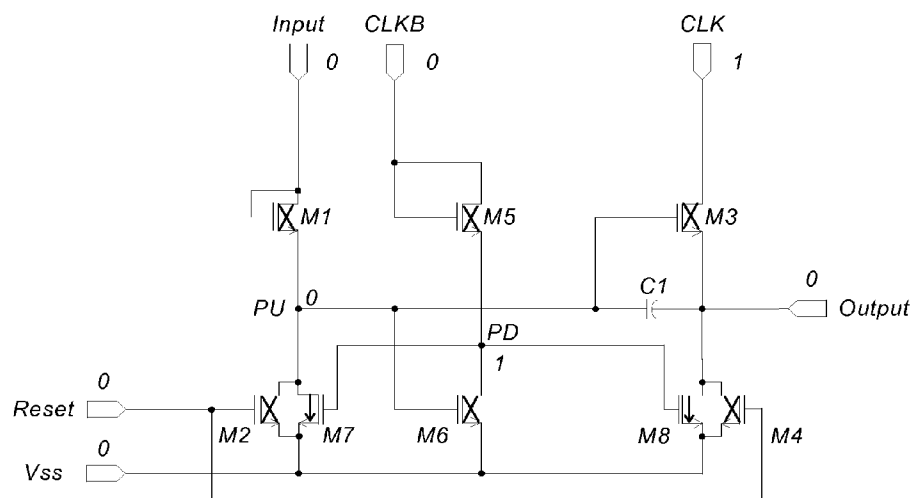 Input CLKB CLK
0 0 1
M1 M5 M3
C1 0
PU 0 Output
PD
1
0
Reset
M2 M7 M6 M8 M4
0
Vss